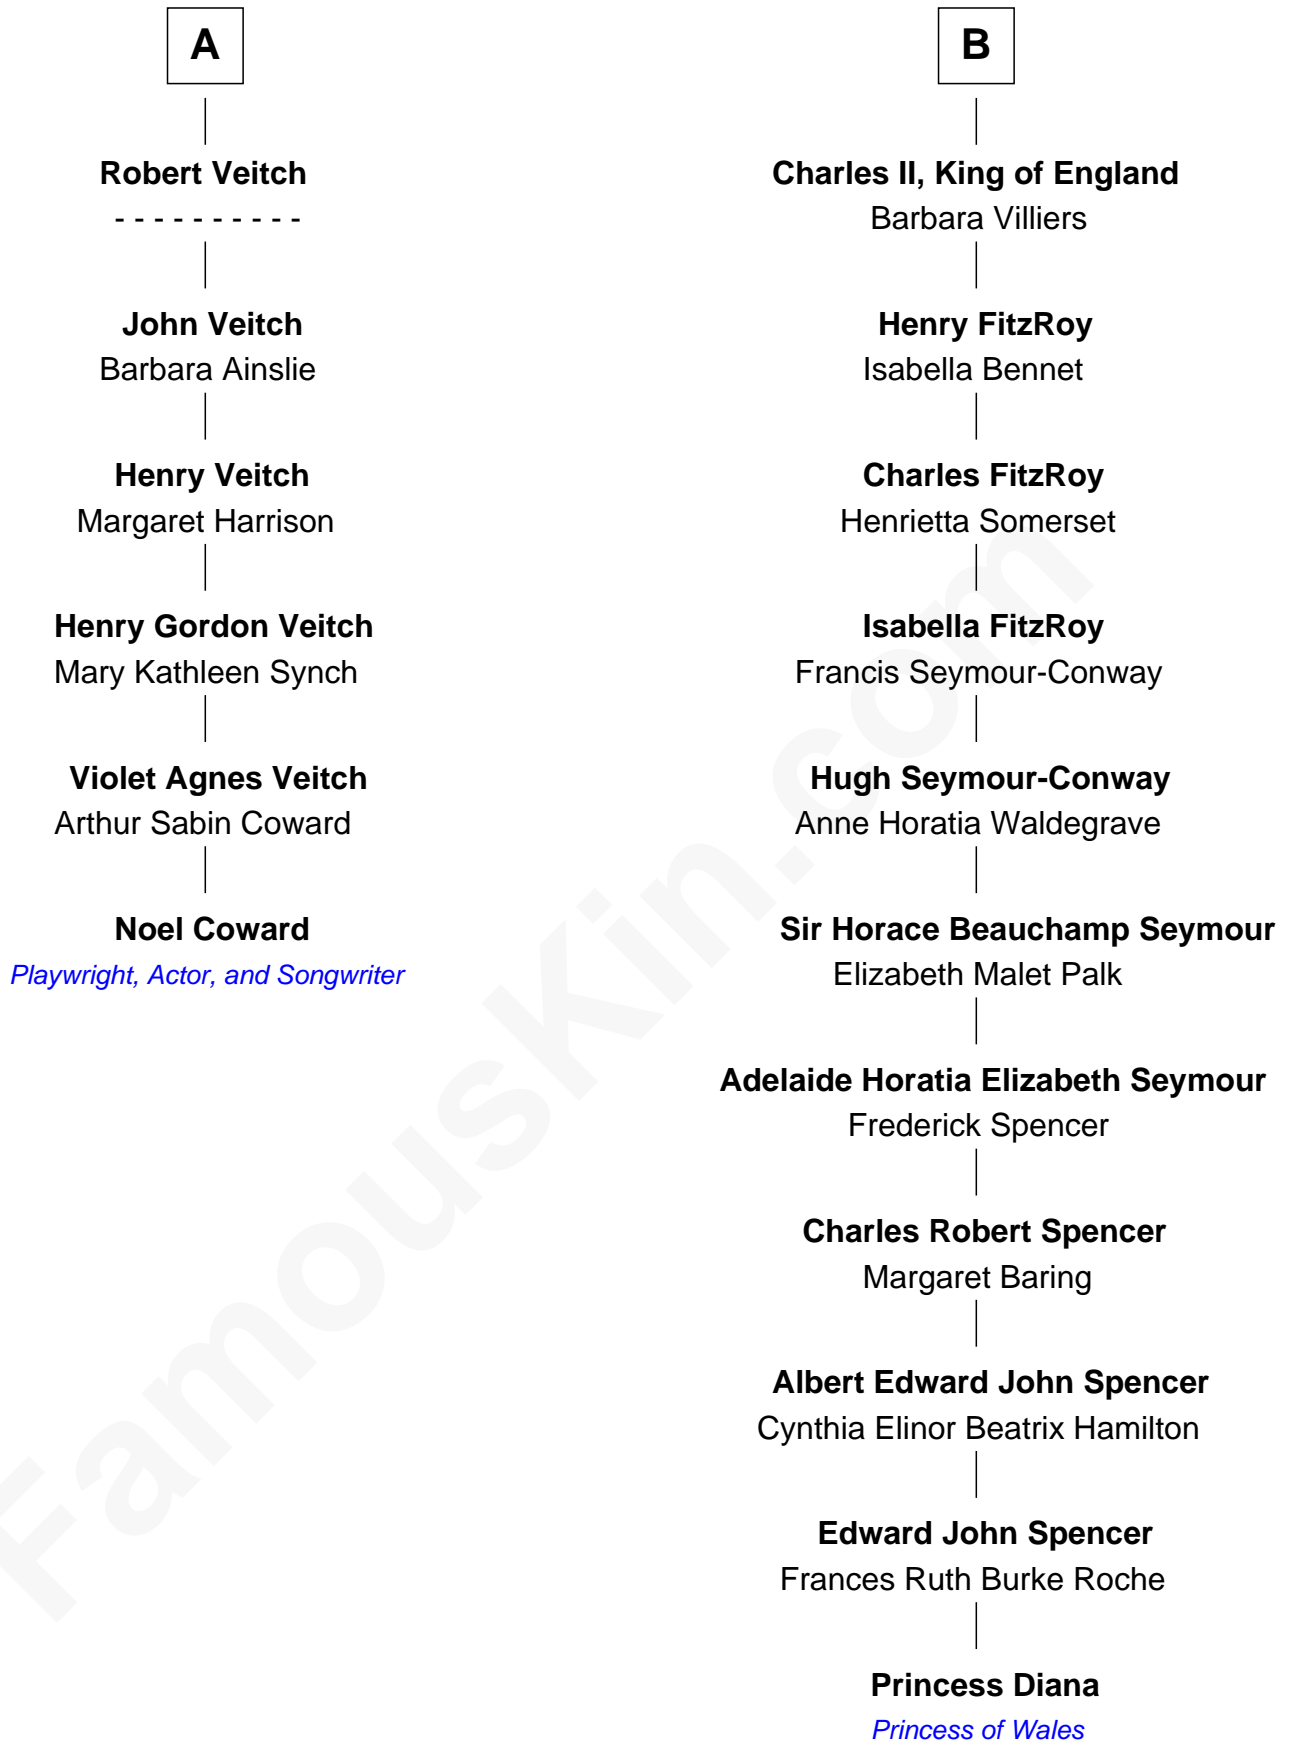 A
Robert Veitch
- - - - - - - - - -
John Veitch
Barbara Ainslie
Henry Veitch
Margaret Harrison
Henry Gordon Veitch
Mary Kathleen Synch
Violet Agnes Veitch
Arthur Sabin Coward
Noel Coward
Playwright, Actor, and Songwriter
B
Charles II, King of England
Barbara Villiers
Henry FitzRoy
Isabella Bennet
Charles FitzRoy
Henrietta Somerset
Isabella FitzRoy
Francis Seymour-Conway
Hugh Seymour-Conway
Anne Horatia Waldegrave
Sir Horace Beauchamp Seymour
Elizabeth Malet Palk
Adelaide Horatia Elizabeth Seymour
Frederick Spencer
Charles Robert Spencer
Margaret Baring
Albert Edward John Spencer
Cynthia Elinor Beatrix Hamilton
Edward John Spencer
Frances Ruth Burke Roche
Princess Diana
Princess of Wales
FamousKin.com